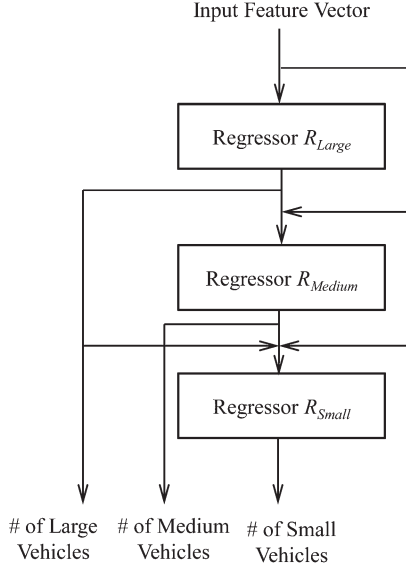 Input Feature Vector
Regressor R_Large
Regressor R_Medium
Regressor R_Small
# of Large
Vehicles
# of Medium
Vehicles
# of Small
Vehicles